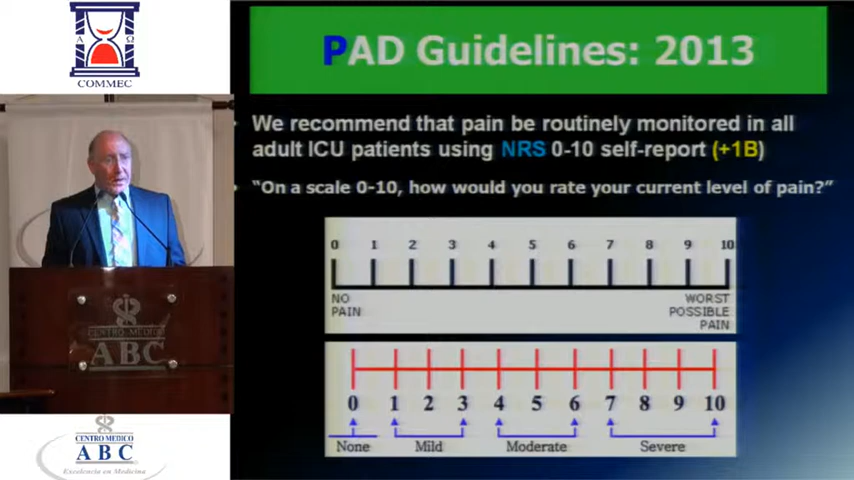 Α Ω
COMMEC
PAD Guidelines: 2013
We recommend that pain be routinely monitored in all
adult ICU patients using NRS 0-10 self-report (+1B)
“On a scale 0-10, how would you rate your current level of pain?”
0 1 2 3 4 5 6 7 8 9 10
NO
PAIN
WORST
POSSIBLE
PAIN
0 1 2 3 4 5 6 7 8 9 10
None Mild Moderate Severe
CENTRO MEDICO
ABC
CENTRO MEDICO
ABC
Excelencia en Medicina